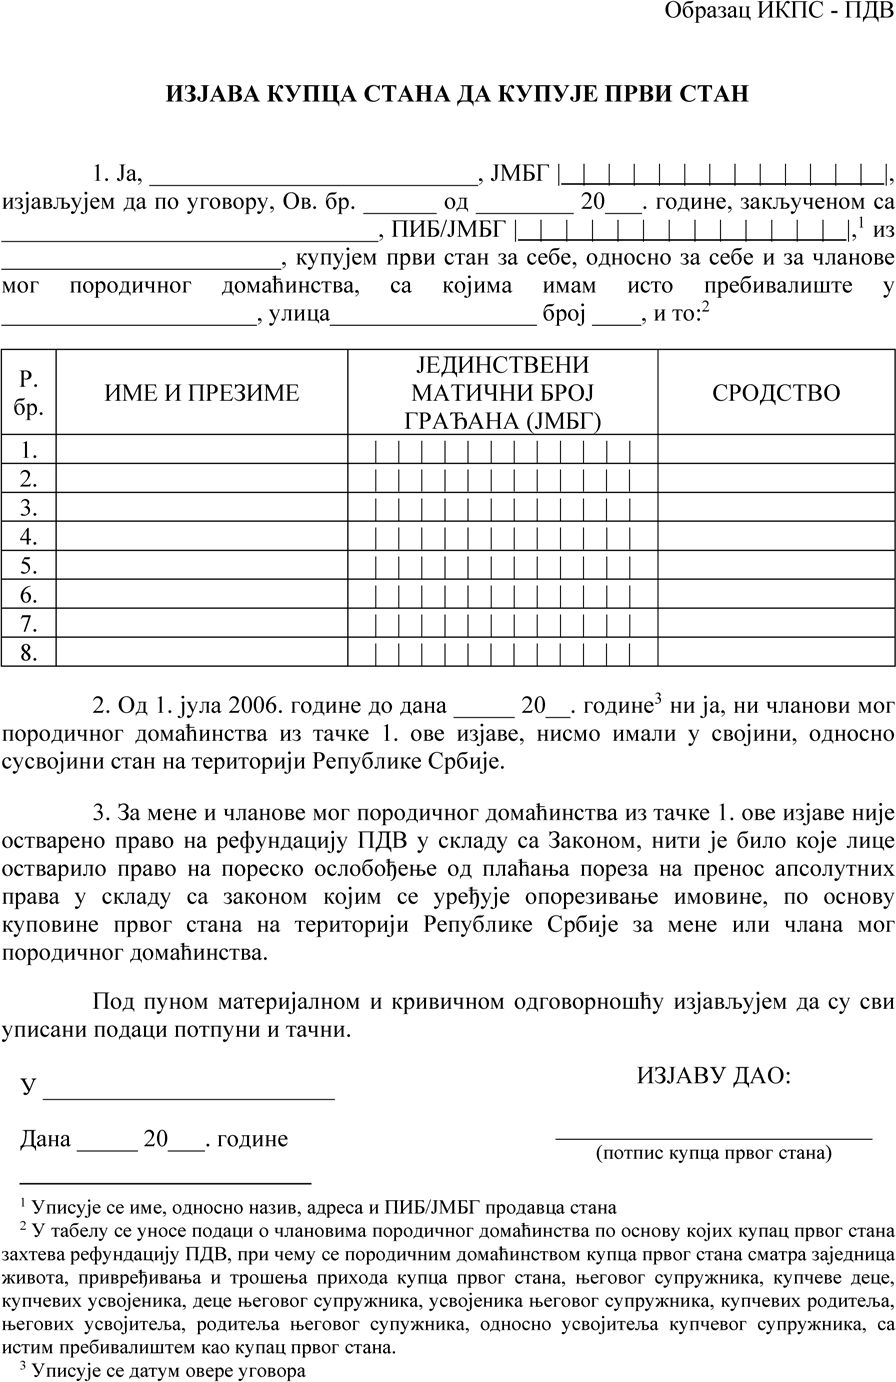 Образац ИКПС - ПДВ
ИЗЈАВА КУПЦА СТАНА ДА КУПУЈЕ ПРВИ СТАН
1. Ја, ___________________________, ЈМБГ |__|__|__|__|__|__|__|__|__|__|__|__|__|,
изјављујем да по уговору, Ов. бр. ______ од ________ 20___. године, закљученом са
_______________________________, ПИБ/ЈМБГ |__|__|__|__|__|__|__|__|__|__|__|__|__|,1 из
_______________________, купујем први стан за себе, односно за себе и за чланове
мог породичног домаћинства, са којима имам исто пребивалиште у
_____________________, улица_________________ број ____, и то:2
Р. бр. ИМЕ И ПРЕЗИМЕ ЈЕДИНСТВЕНИ МАТИЧНИ БРОЈ ГРАЂАНА (ЈМБГ) СРОДСТВО
1. | | | | | | | | | | | |
2. | | | | | | | | | | | |
3. | | | | | | | | | | | |
4. | | | | | | | | | | | |
5. | | | | | | | | | | | |
6. | | | | | | | | | | | |
7. | | | | | | | | | | | |
8. | | | | | | | | | | | |
2. Од 1. јула 2006. године до дана _____ 20__. године3 ни ја, ни чланови мог
породичног домаћинства из тачке 1. ове изјаве, нисмо имали у својини, односно
сусвојини стан на територији Републике Србије.
3. За мене и чланове мог породичног домаћинства из тачке 1. ове изјаве није
остварено право на рефундацију ПДВ у складу са Законом, нити је било које лице
остварило право на пореско ослобођење од плаћања пореза на пренос апсолутних
права у складу са законом којим се уређује опорезивање имовине, по основу
куповине првог стана на територији Републике Србије за мене или члана мог
породичног домаћинства.
Под пуном материјалном и кривичном одговорношћу изјављујем да су сви
уписани подаци потпуни и тачни.
У ________________________
ИЗЈАВУ ДАО:
Дана _____ 20___. године
__________________________
(потпис купца првог стана)
1 Уписује се име, односно назив, адреса и ПИБ/ЈМБГ продавца стана
2 У табелу се уносе подаци о члановима породичног домаћинства по основу којих купац првог стана
захтева рефундацију ПДВ, при чему се породичним домаћинством купца првог стана сматра заједница
живота, привређивања и трошења прихода купца првог стана, његовог супружника, купчеве деце,
купчевих усвојеника, деце његовог супружника, усвојеника његовог супружника, купчевих родитеља,
његових усвојитеља, родитеља његовог супужника, односно усвојитеља купчевог супружника, са
истим пребивалиштем као купац првог стана.
3 Уписује се датум овере уговора